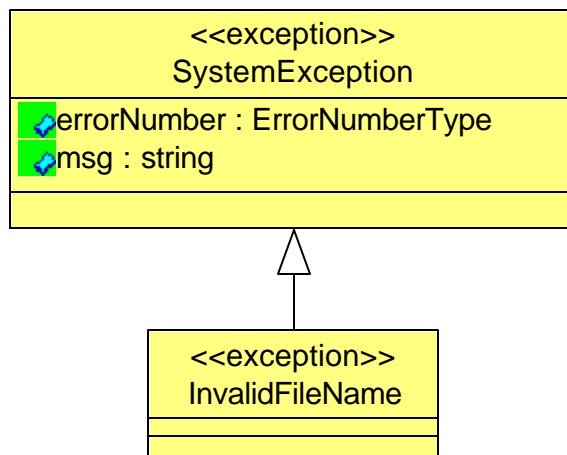 <<exception>>
SystemException
errorNumber : ErrorNumberType
msg : string
<<exception>>
InvalidFileName